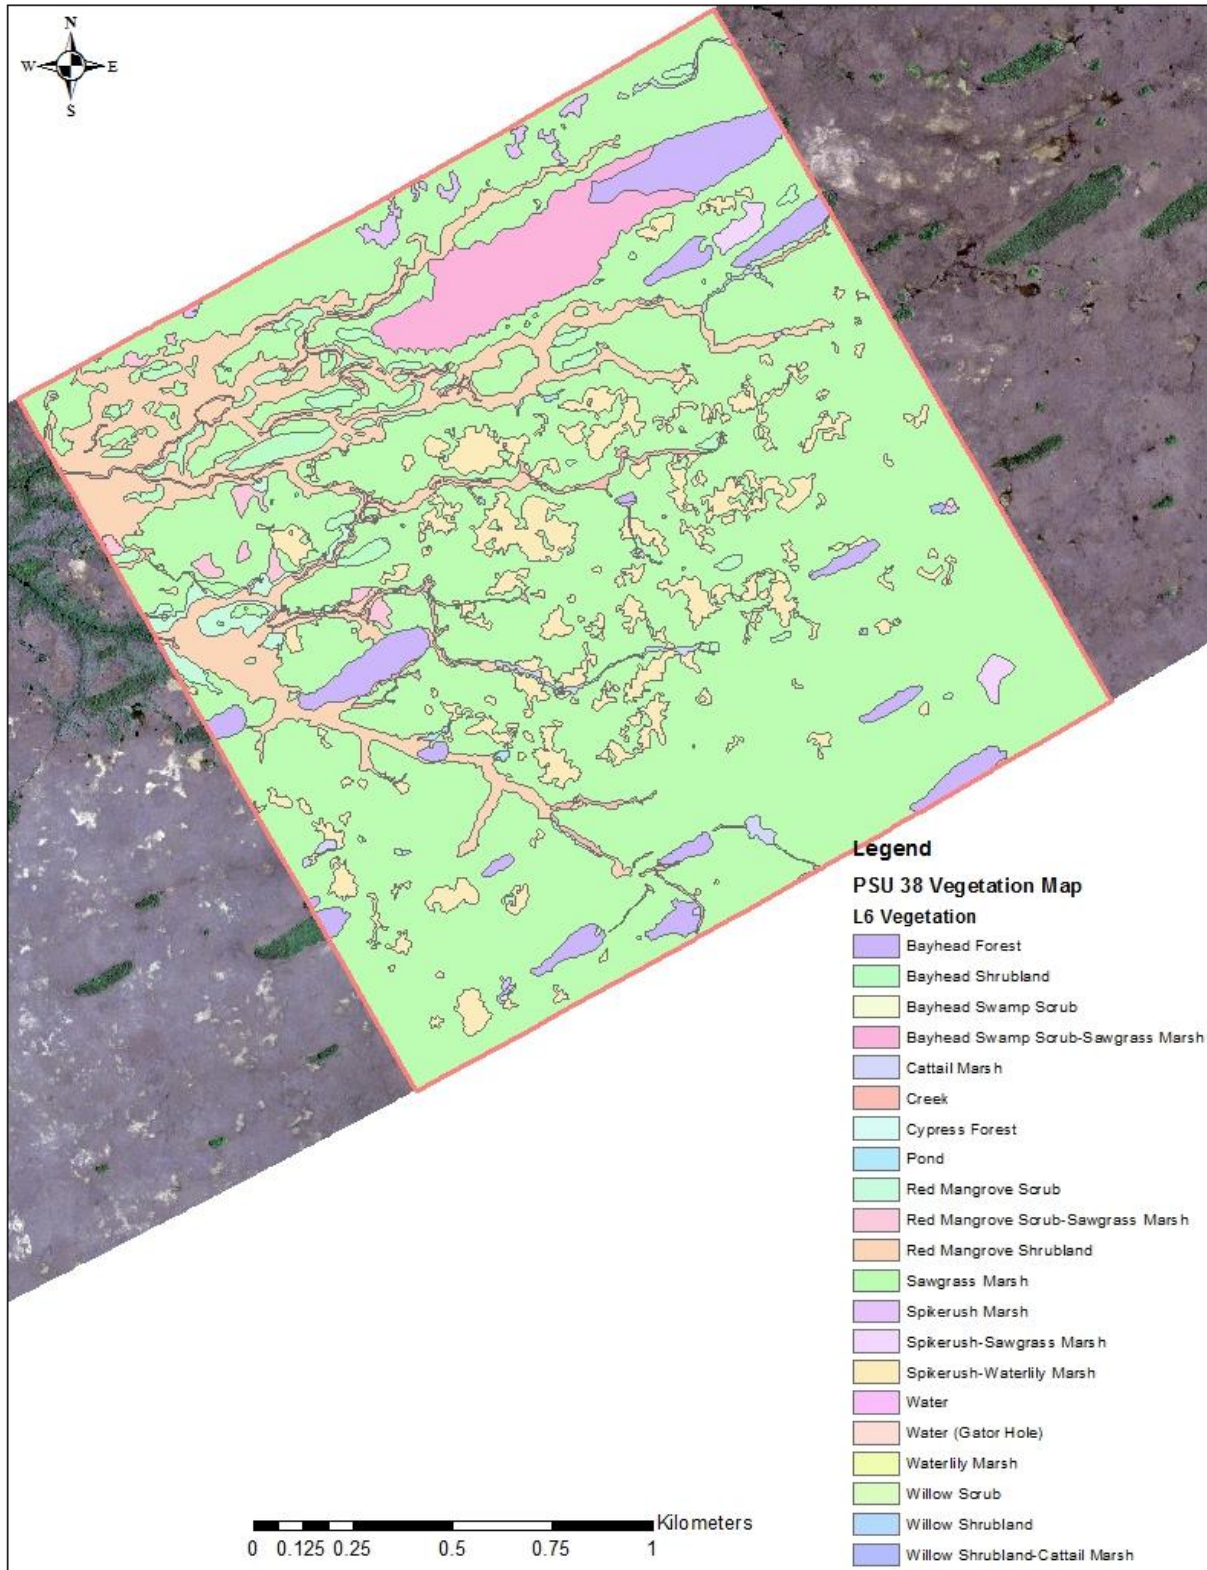 N
W E
S
Legend
PSU 38 Vegetation Map
L6 Vegetation
Bayhead Forest
Bayhead Shrubland
Bayhead Swamp Scrub
Bayhead Swamp Scrub-Sawgrass Marsh
Cattail Marsh
Creek
Cypress Forest
Pond
Red Mangrove Scrub
Red Mangrove Scrub-Sawgrass Marsh
Red Mangrove Shrubland
Sawgrass Marsh
Spikerush Marsh
Spikerush-Sawgrass Marsh
Spikerush-Waterlily Marsh
Water
Water (Gator Hole)
Waterlily Marsh
Willow Scrub
Willow Shrubland
Willow Shrubland-Cattail Marsh
Kilometers
0 0.125 0.25 0.5 0.75 1